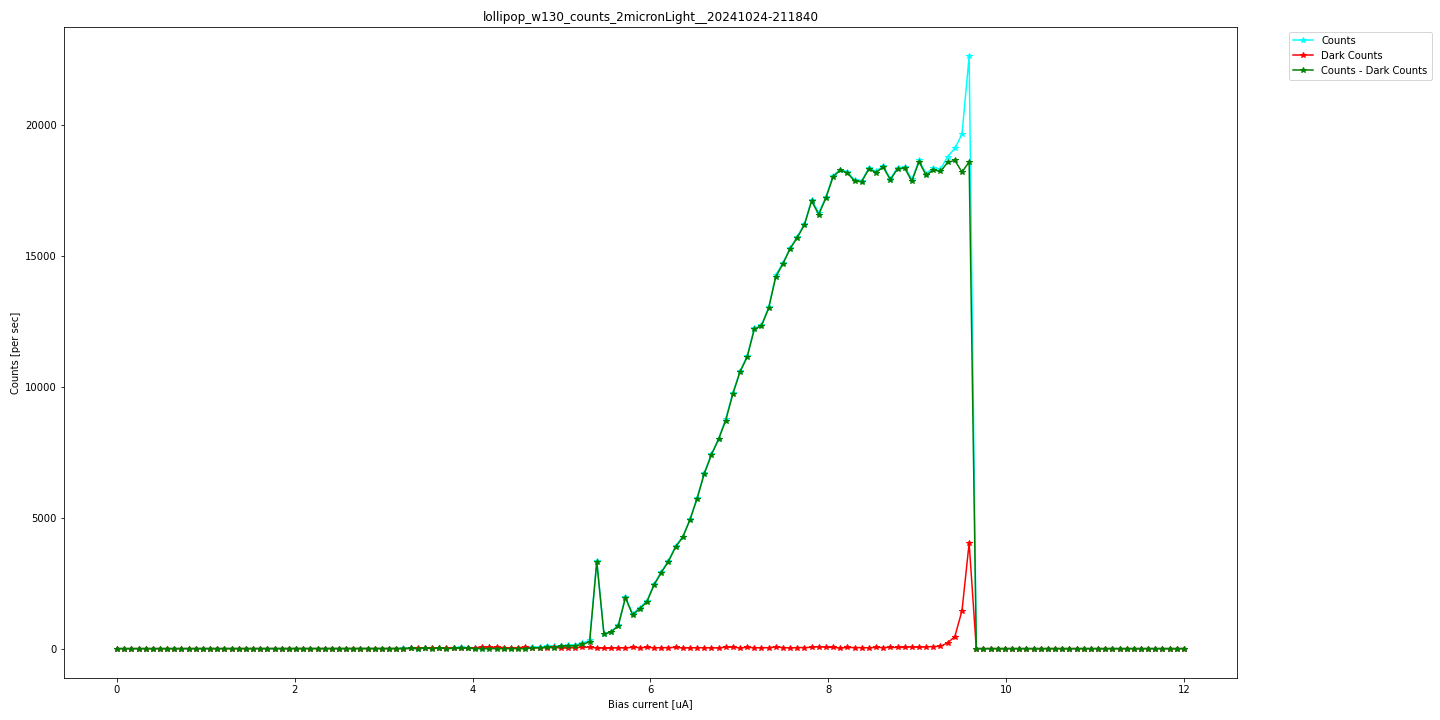 lollipop_w130_counts_2micronLight__20241024-211840
Counts
Dark Counts
Counts - Dark Counts
20000
15000
10000
5000
0
Counts [per sec]
0 2 4 6 8 10 12
Bias current [uA]